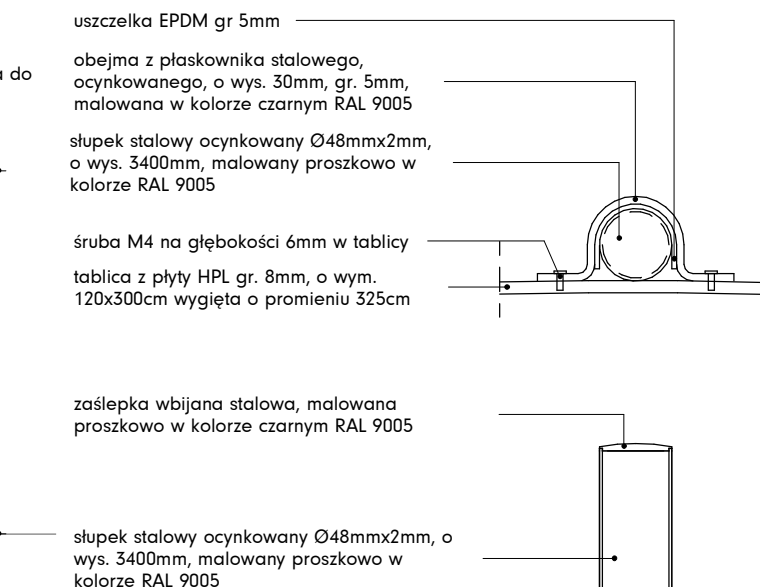 uszczelka EPDM gr 5mm
obejma z płaskownika stalowego,
ocynkowanego, o wys. 30mm, gr. 5mm,
malowana w kolorze czarnym RAL 9005
do
słupek stalowy ocynkowany Ø48mmx2mm,
o wys. 3400mm, malowany proszkowo w
kolorze RAL 9005
śruba M4 na głębokości 6mm w tablicy
tablica z płyty HPL gr. 8mm, o wym.
120x300cm wygięta o promieniu 325cm
zaślepka wbijana stalowa, malowana
proszkowo w kolorze czarnym RAL 9005
słupek stalowy ocynkowany Ø48mmx2mm, o
wys. 3400mm, malowany proszkowo w
kolorze RAL 9005